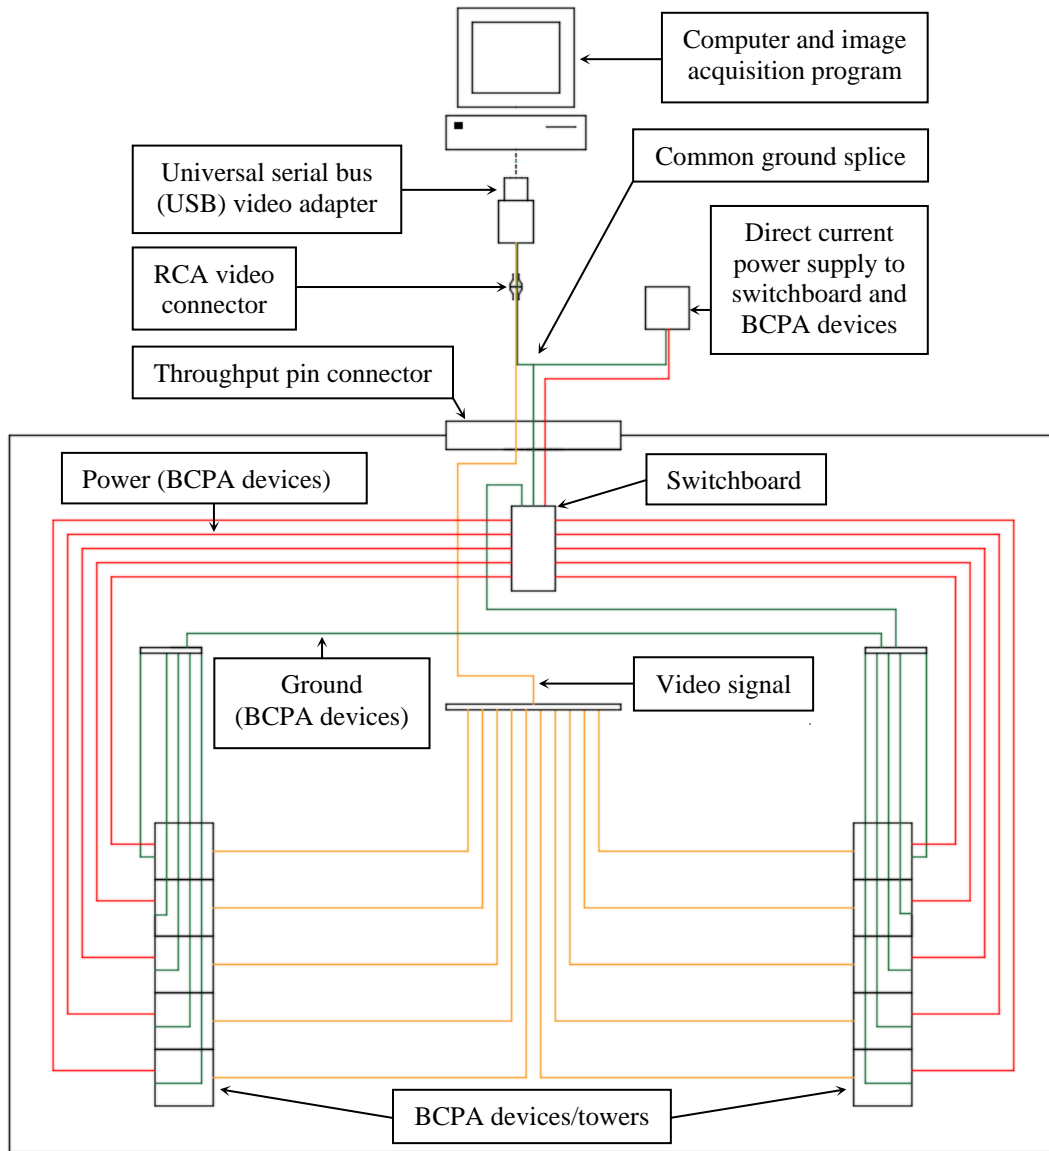 Computer and image
acquisition program
Common ground splice
Universal serial bus
(USB) video adapter
Direct current
power supply to
switchboard and
BCPA devices
RCA video
connector
Throughput pin connector
Power (BCPA devices)
Switchboard
Ground
(BCPA devices)
Video signal
BCPA devices/towers